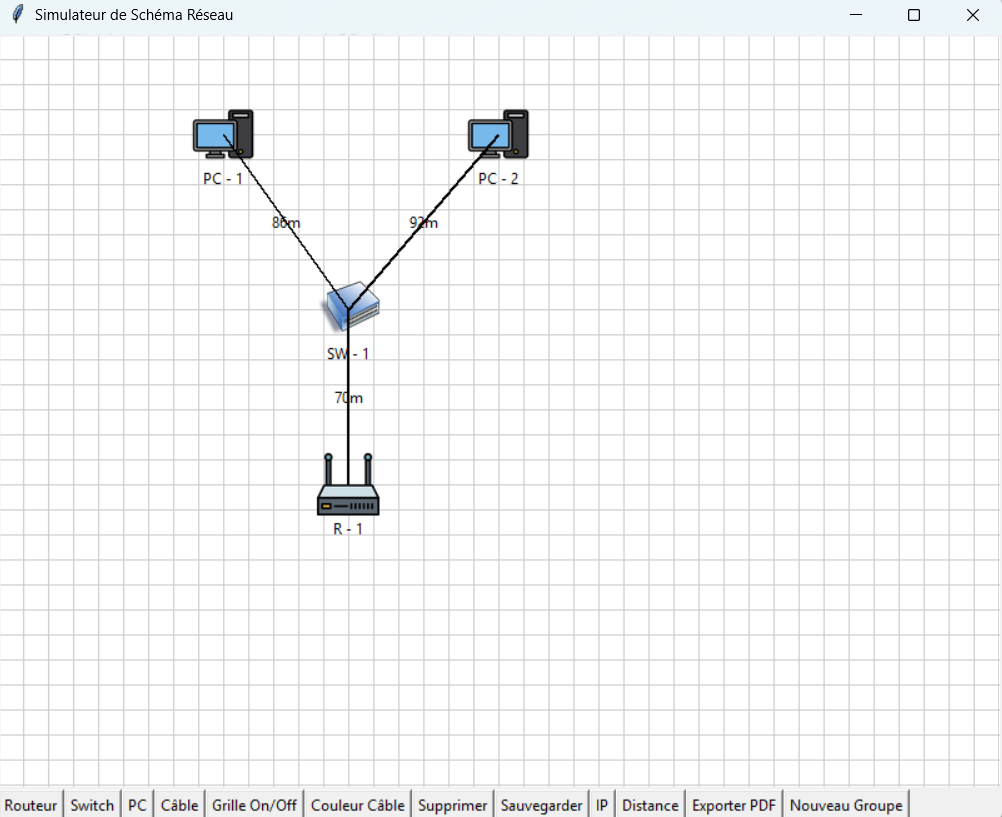 Simulateur de Schéma Réseau
PC - 1
PC - 2
86m
92m
SW - 1
70m
R - 1
Routeur
Switch
PC
Câble
Grille On/Off
Couleur Câble
Supprimer
Sauvegarder
IP
Distance
Exporter PDF
Nouveau Groupe